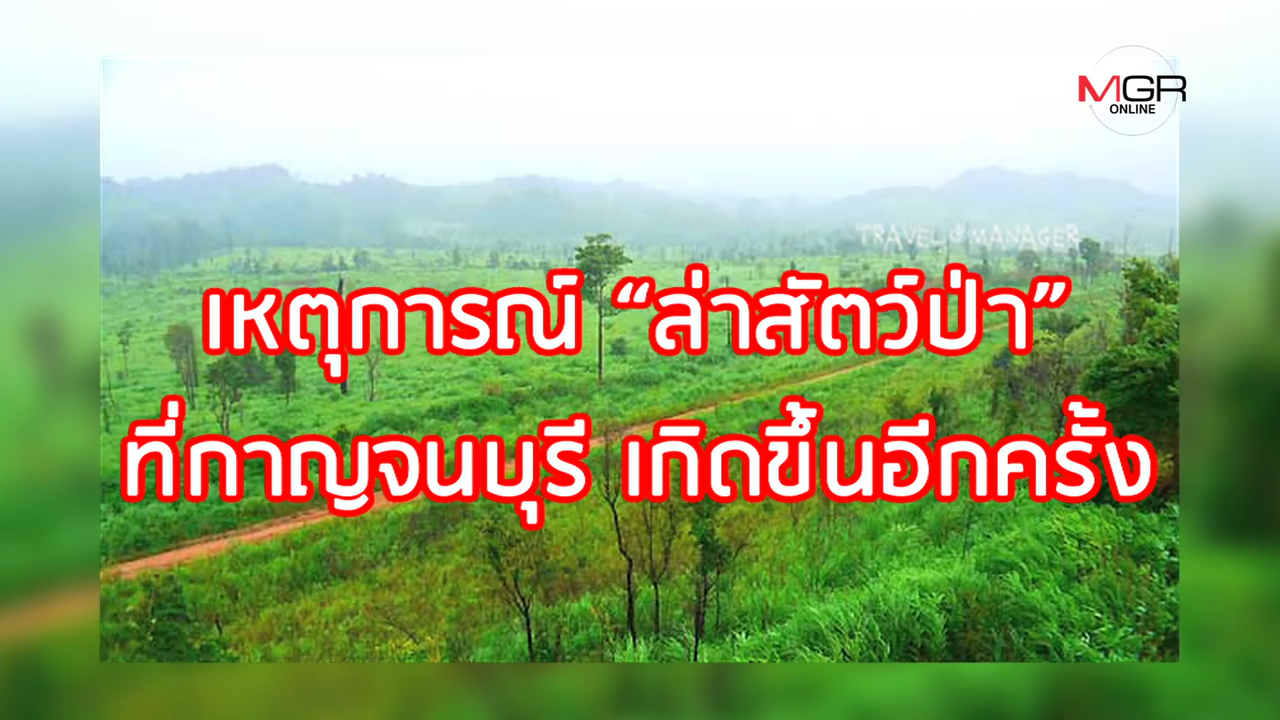 MGR
ONLINE
TRAVEL @ MANAGER
เหตุการณ์ “ล่าสัตว์ป่า”
ที่กาญจนบุรี เกิดขึ้นอีกครั้ง